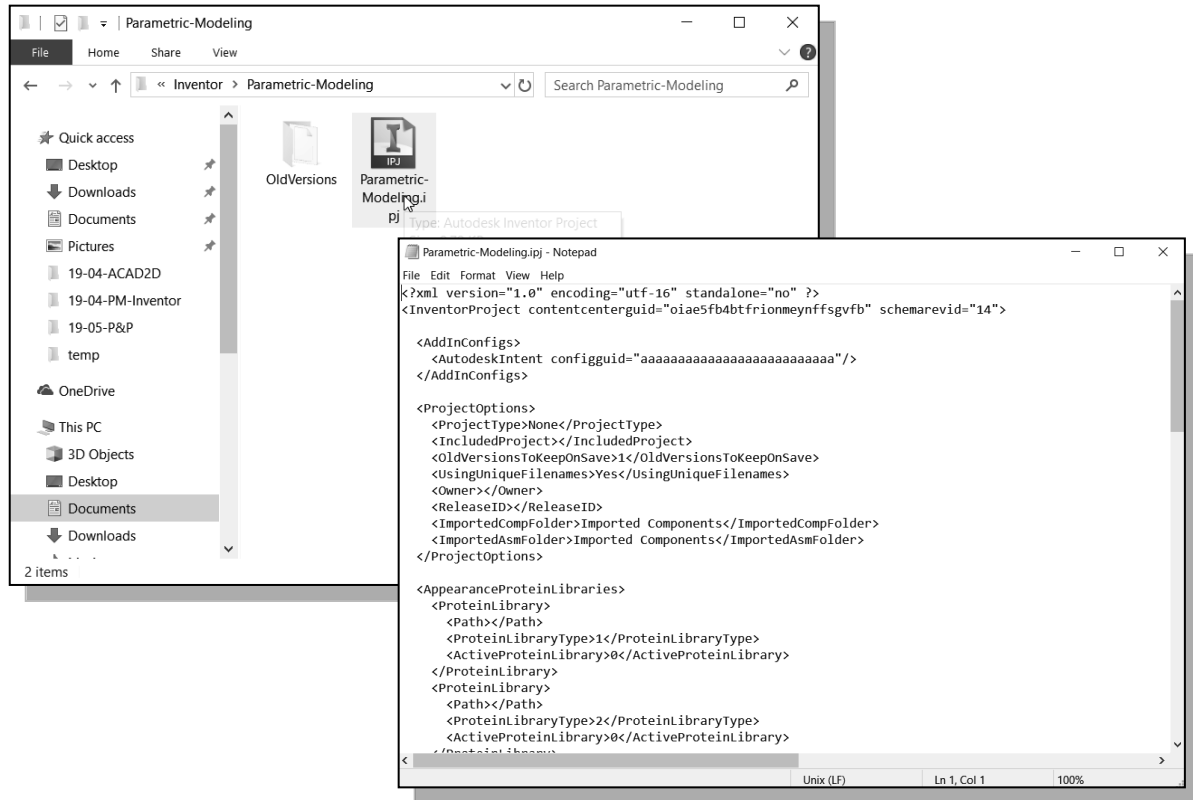 Parametric-Modeling
File Home Share View
« Inventor > Parametric-Modeling
Search Parametric-Modeling
Quick access
Desktop
Downloads
Documents
Pictures
19-04-ACAD2D
19-04-PM-Inventor
19-05-P&P
temp
OneDrive
This PC
3D Objects
Desktop
Documents
Downloads
2 items
OldVersions
IPJ
Parametric-
Modeling.i
pj
Type: Autodesk Inventor Project
Parametric-Modeling.ipj - Notepad
File Edit Format View Help
<?xml version="1.0" encoding="utf-16" standalone="no" ?>
<InventorProject contentcenterguid="oiae5fb4btfrionmeynffsgvfb" schemarevid="14">
<AddInConfigs>
<AutodeskIntent configguid="aaaaaaaaaaaaaaaaaaaaaaaaaa"/>
</AddInConfigs>
<ProjectOptions>
<ProjectType>None</ProjectType>
<IncludedProject></IncludedProject>
<OldVersionsToKeepOnSave>1</OldVersionsToKeepOnSave>
<UsingUniqueFilenames>Yes</UsingUniqueFilenames>
<Owner></Owner>
<ReleaseID></ReleaseID>
<ImportedCompFolder>Imported Components</ImportedCompFolder>
<ImportedAsmFolder>Imported Components</ImportedAsmFolder>
</ProjectOptions>
<AppearanceProteinLibraries>
<ProteinLibrary>
<Path></Path>
<ProteinLibraryType>1</ProteinLibraryType>
<ActiveProteinLibrary>0</ActiveProteinLibrary>
</ProteinLibrary>
<ProteinLibrary>
<Path></Path>
<ProteinLibraryType>2</ProteinLibraryType>
<ActiveProteinLibrary>0</ActiveProteinLibrary>
</ProteinLibrary>
Unix (LF) Ln 1, Col 1 100%